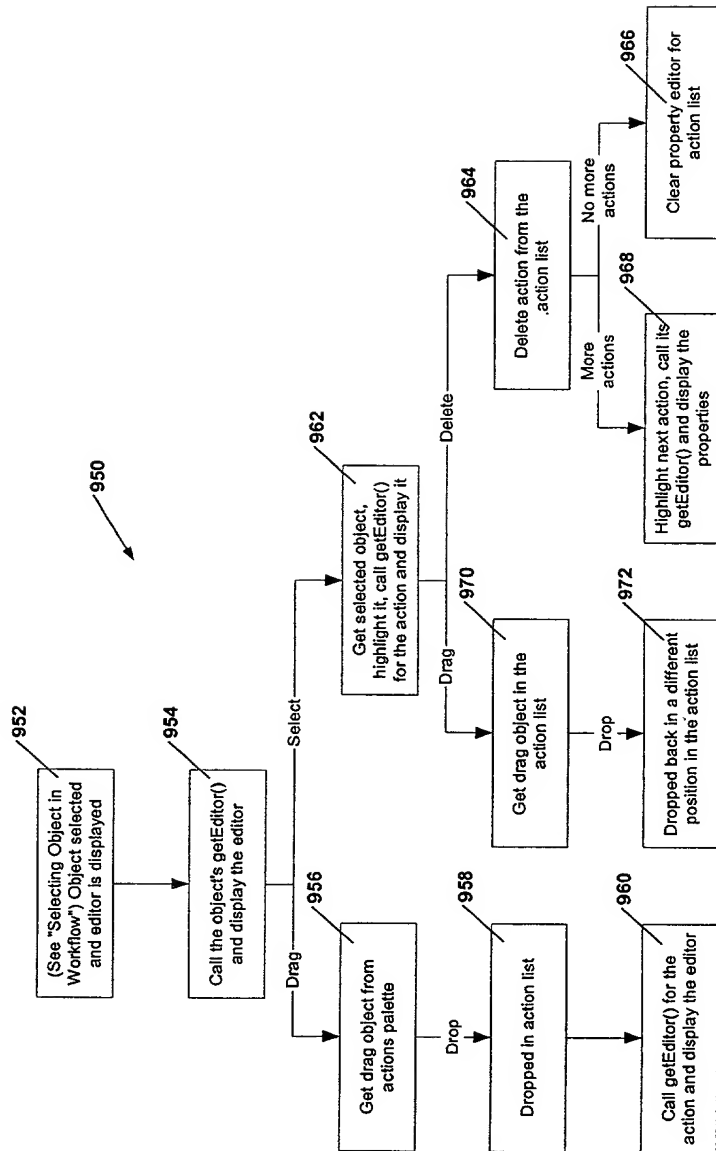 950
952
(See "Selecting Object in
Workflow") Object selected
and editor is displayed
954
Call the object's getEditor()
and display the editor
Drag
Select
956
Get drag object from
actions palette
Drop
958
Dropped in action list
960
Call getEditor() for the
action and display the editor
962
Get selected object,
highlight it, call getEditor()
for the action and display it
Drag
Delete
970
Get drag object in the
action list
Drop
972
Dropped back in a different
position in the action list
964
Delete action from the
.action list
More
actions
No more
actions
968
Highlight next action, call its
getEditor() and display the
properties
966
Clear property editor for
action list